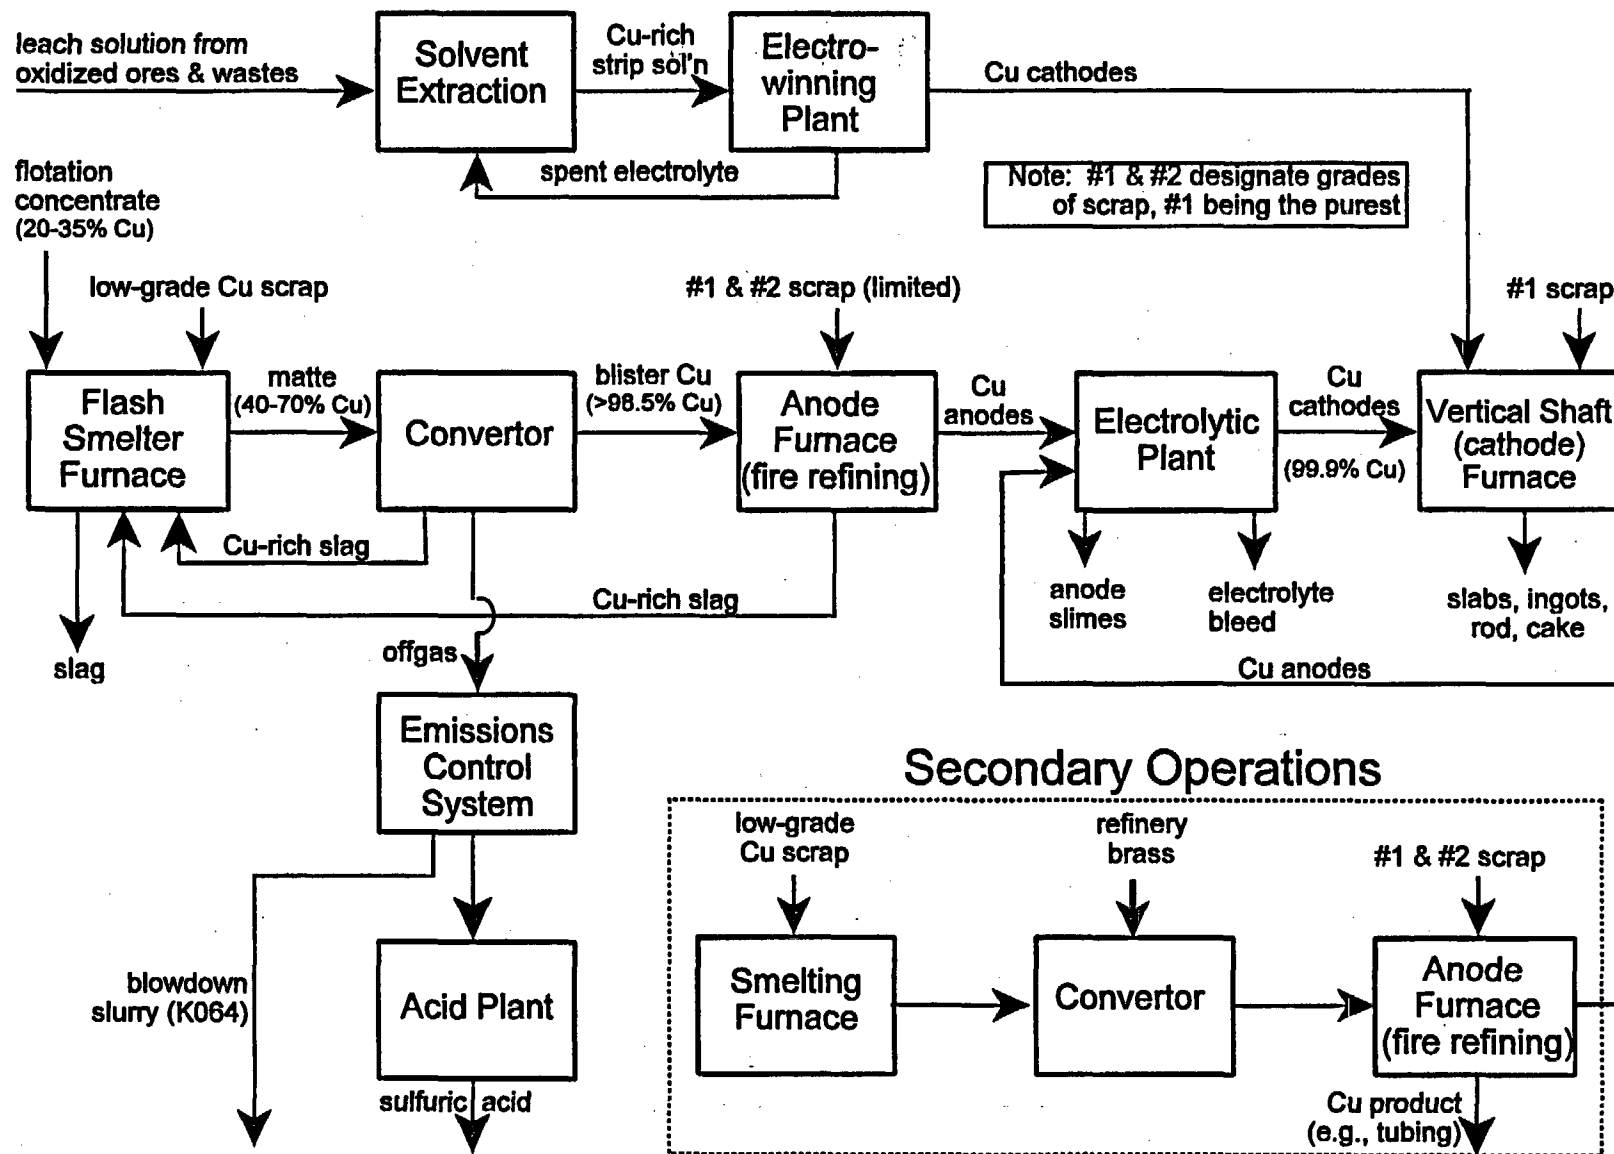 leach solution from
oxidized ores & wastes
Solvent
Extraction
Cu-rich
strip sol'n
Electro-
winning
Plant
Cu cathodes
spent electrolyte
flotation
concentrate
(20-35% Cu)
Note: #1 & #2 designate grades
of scrap, #1 being the purest
low-grade Cu scrap
#1 & #2 scrap (limited)
#1 scrap
Flash
Smelter
Furnace
matte
(40-70% Cu)
Convertor
blister Cu
(>98.5% Cu)
Anode
Furnace
(fire refining)
Cu
anodes
Electrolytic
Plant
Cu
cathodes
(99.9% Cu)
Vertical Shaft
(cathode)
Furnace
Cu-rich slag
Cu-rich slag
slag
offgas
anode
slimes
electrolyte
bleed
slabs, ingots,
rod, cake
Cu anodes
Emissions
Control
System
blowdown
slurry (K064)
Acid Plant
sulfuric acid
Secondary Operations
low-grade
Cu scrap
refinery
brass
#1 & #2 scrap
Smelting
Furnace
Convertor
Anode
Furnace
(fire refining)
Cu product
(e.g., tubing)